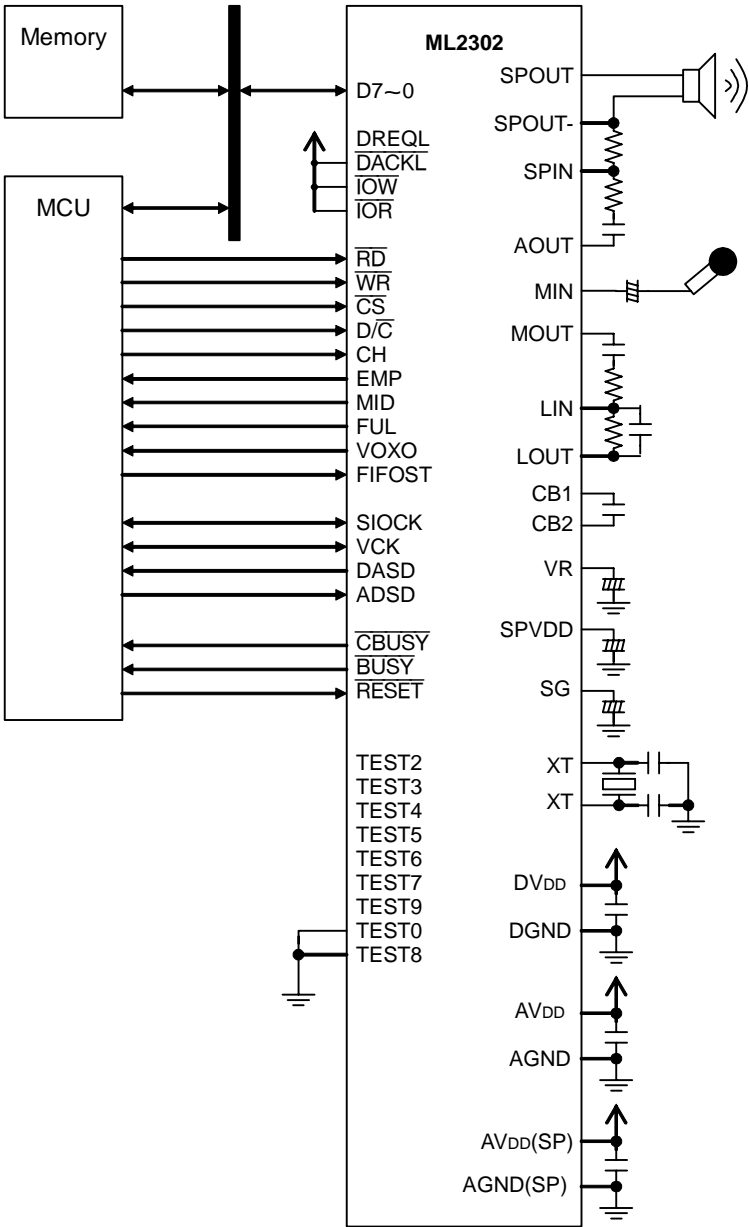 Memory
MCU
ML2302
D7~0
DREQL
DACKL
IOW
IOR
RD
WR
CS
D/C
CH
EMP
MID
FUL
VOXO
FIFOST
SIOCK
VCK
DASD
ADSD
CBUSY
BUSY
RESET
TEST2
TEST3
TEST4
TEST5
TEST6
TEST7
TEST9
TEST0
TEST8
SPOUT
SPOUT-
SPIN
AOUT
MIN
MOUT
LIN
LOUT
CB1
CB2
VR
SPVDD
SG
XT
XT
DVDD
DGND
AVDD
AGND
AVDD(SP)
AGND(SP)